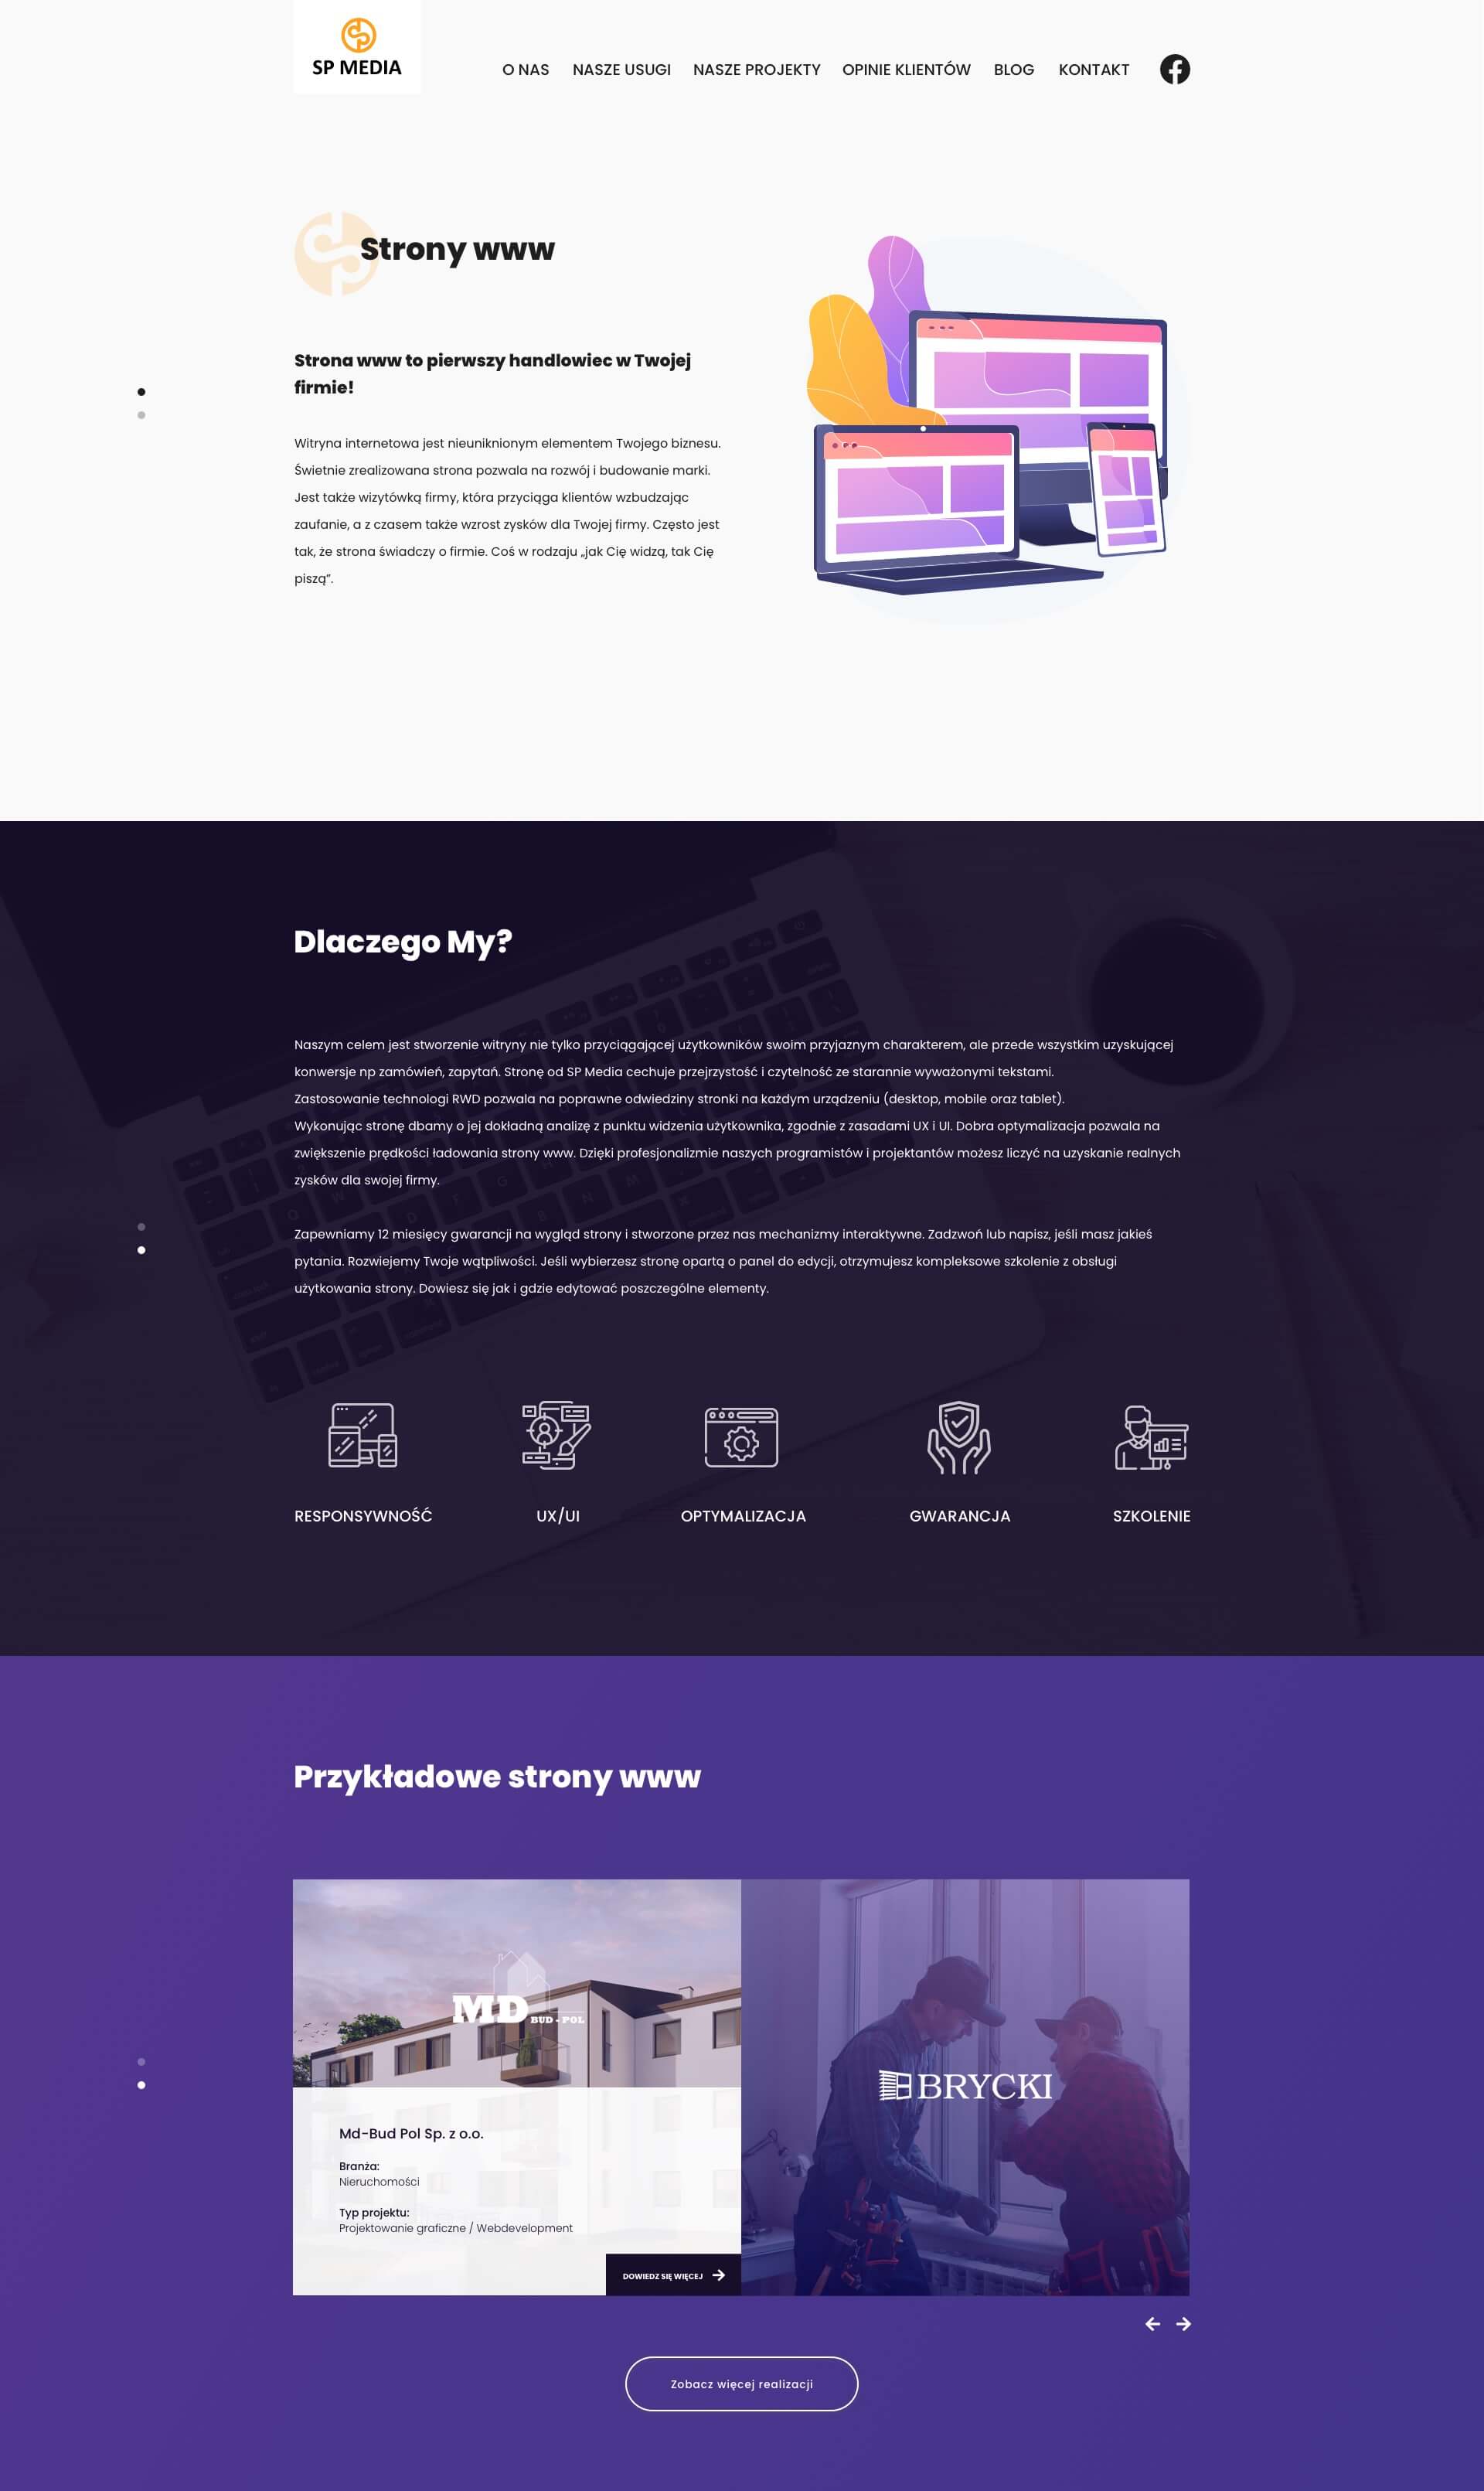 SP MEDIA
O NAS NASZE USUGI NASZE PROJEKTY OPINIE KLIENTÓW BLOG KONTAKT
Strony www
Strona www to pierwszy handlowiec w Twojej
firmie!
Witryna internetowa jest nieuniknionym elementem Twojego biznesu.
Świetnie zrealizowana strona pozwala na rozwój i budowanie marki.
Jest także wizytówką firmy, która przyciąga klientów wzbudzając
zaufanie, a z czasem także wzrost zysków dla Twojej firmy. Często jest
tak, że strona świadczy o firmie. Coś w rodzaju „jak Cię widzą, tak Cię
piszą”.
Dlaczego My?
Naszym celem jest stworzenie witryny nie tylko przyciągającej użytkowników swoim przyjaznym charakterem, ale przede wszystkim uzyskującej
konwersje np zamówień, zapytań. Stronę od SP Media cechuje przejrzystość i czytelność ze starannie wyważonymi tekstami.
Zastosowanie technologi RWD pozwala na poprawne odwiedziny stronki na każdym urządzeniu (desktop, mobile oraz tablet).
Wykonując stronę dbamy o jej dokładną analizę z punktu widzenia użytkownika, zgodnie z zasadami UX i UI. Dobra optymalizacja pozwala na
zwiększenie prędkości ładowania strony www. Dzięki profesjonalizmie naszych programistów i projektantów możesz liczyć na uzyskanie realnych
zysków dla swojej firmy.
Zapewniamy 12 miesięcy gwarancji na wygląd strony i stworzone przez nas mechanizmy interaktywne. Zadzwoń lub napisz, jeśli masz jakieś
pytania. Rozwiejemy Twoje wątpliwości. Jeśli wybierzesz stronę opartą o panel do edycji, otrzymujesz kompleksowe szkolenie z obsługi
użytkowania strony. Dowiesz się jak i gdzie edytować poszczególne elementy.
RESPONSYWNOŚĆ UX/UI OPTYMALIZACJA GWARANCJA SZKOLENIE
Przykładowe strony www
MD BUD - POL
BRYCKI
Md-Bud Pol Sp. z o.o.
Branża:
Nieruchomości
Typ projektu:
Projektowanie graficzne / Webdevelopment
DOWIEDZ SIĘ WIĘCEJ
Zobacz więcej realizacji